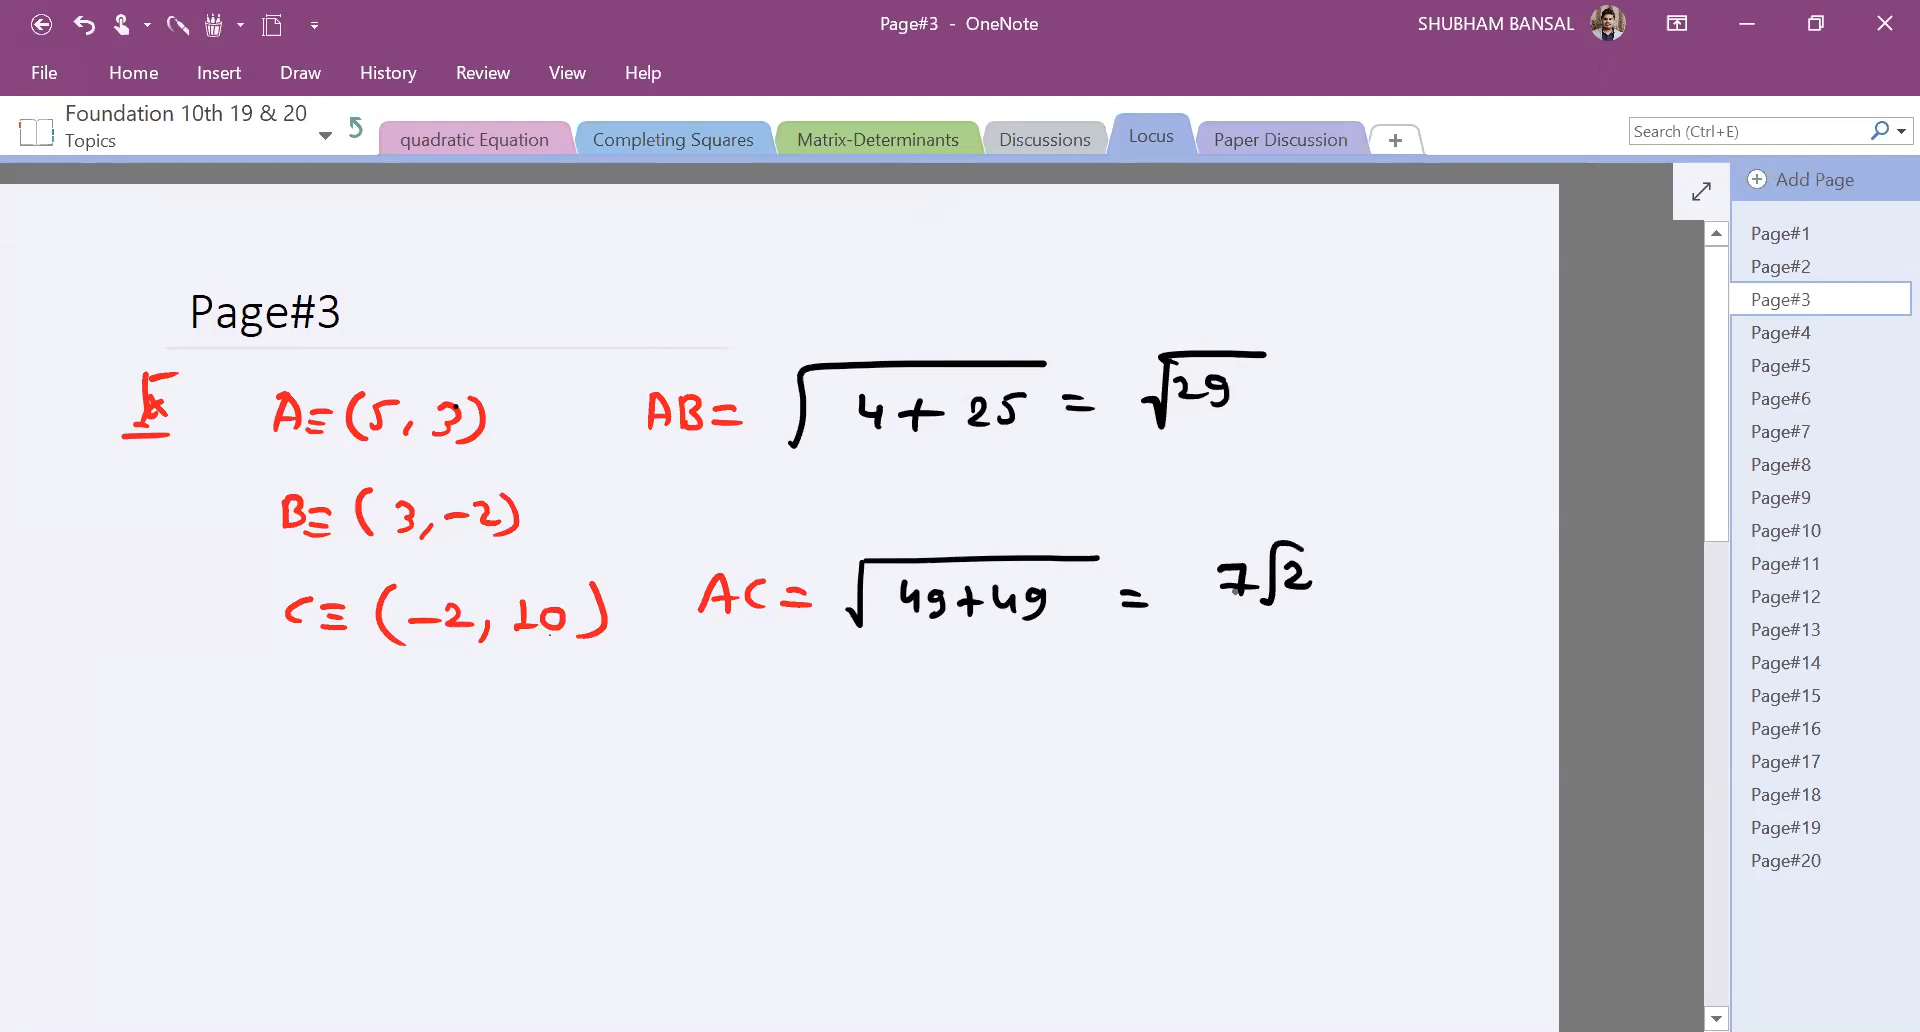 Page#3 - OneNote
SHUBHAM BANSAL
File Home Insert Draw History Review View Help
Foundation 10th 19 & 20
Topics
quadratic Equation Completing Squares Matrix-Determinants Discussions Locus Paper Discussion +
Search (Ctrl+E)
Add Page
Page#1
Page#2
Page#3
Page#4
Page#5
Page#6
Page#7
Page#8
Page#9
Page#10
Page#11
Page#12
Page#13
Page#14
Page#15
Page#16
Page#17
Page#18
Page#19
Page#20
Page#3
A≡(5, 3) AB= √(4+25) = √29
B≡(3,-2)
C≡(-2, 10) AC= √(49+49) = 7√2